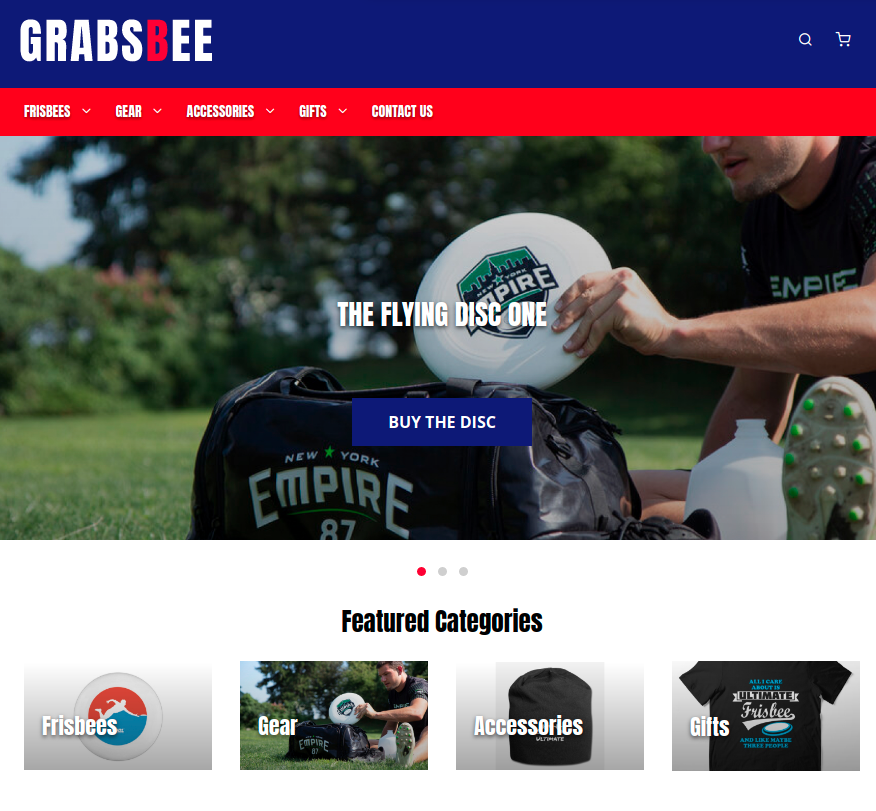 GRABSBEE
FRISBEES GEAR ACCESSORIES GIFTS CONTACT US
NEW YORK
EMPIRE
EMPIRE
THE FLYING DISC ONE
BUY THE DISC
NEW YORK
EMPIRE
87
Featured Categories
Frisbees
Gear
EMPIRE
Accessories
ULTIMATE
Gifts
ALL I CARE
ABOUT IS
ULTIMATE
Frisbee
AND LIKE MAYBE
THREE PEOPLE